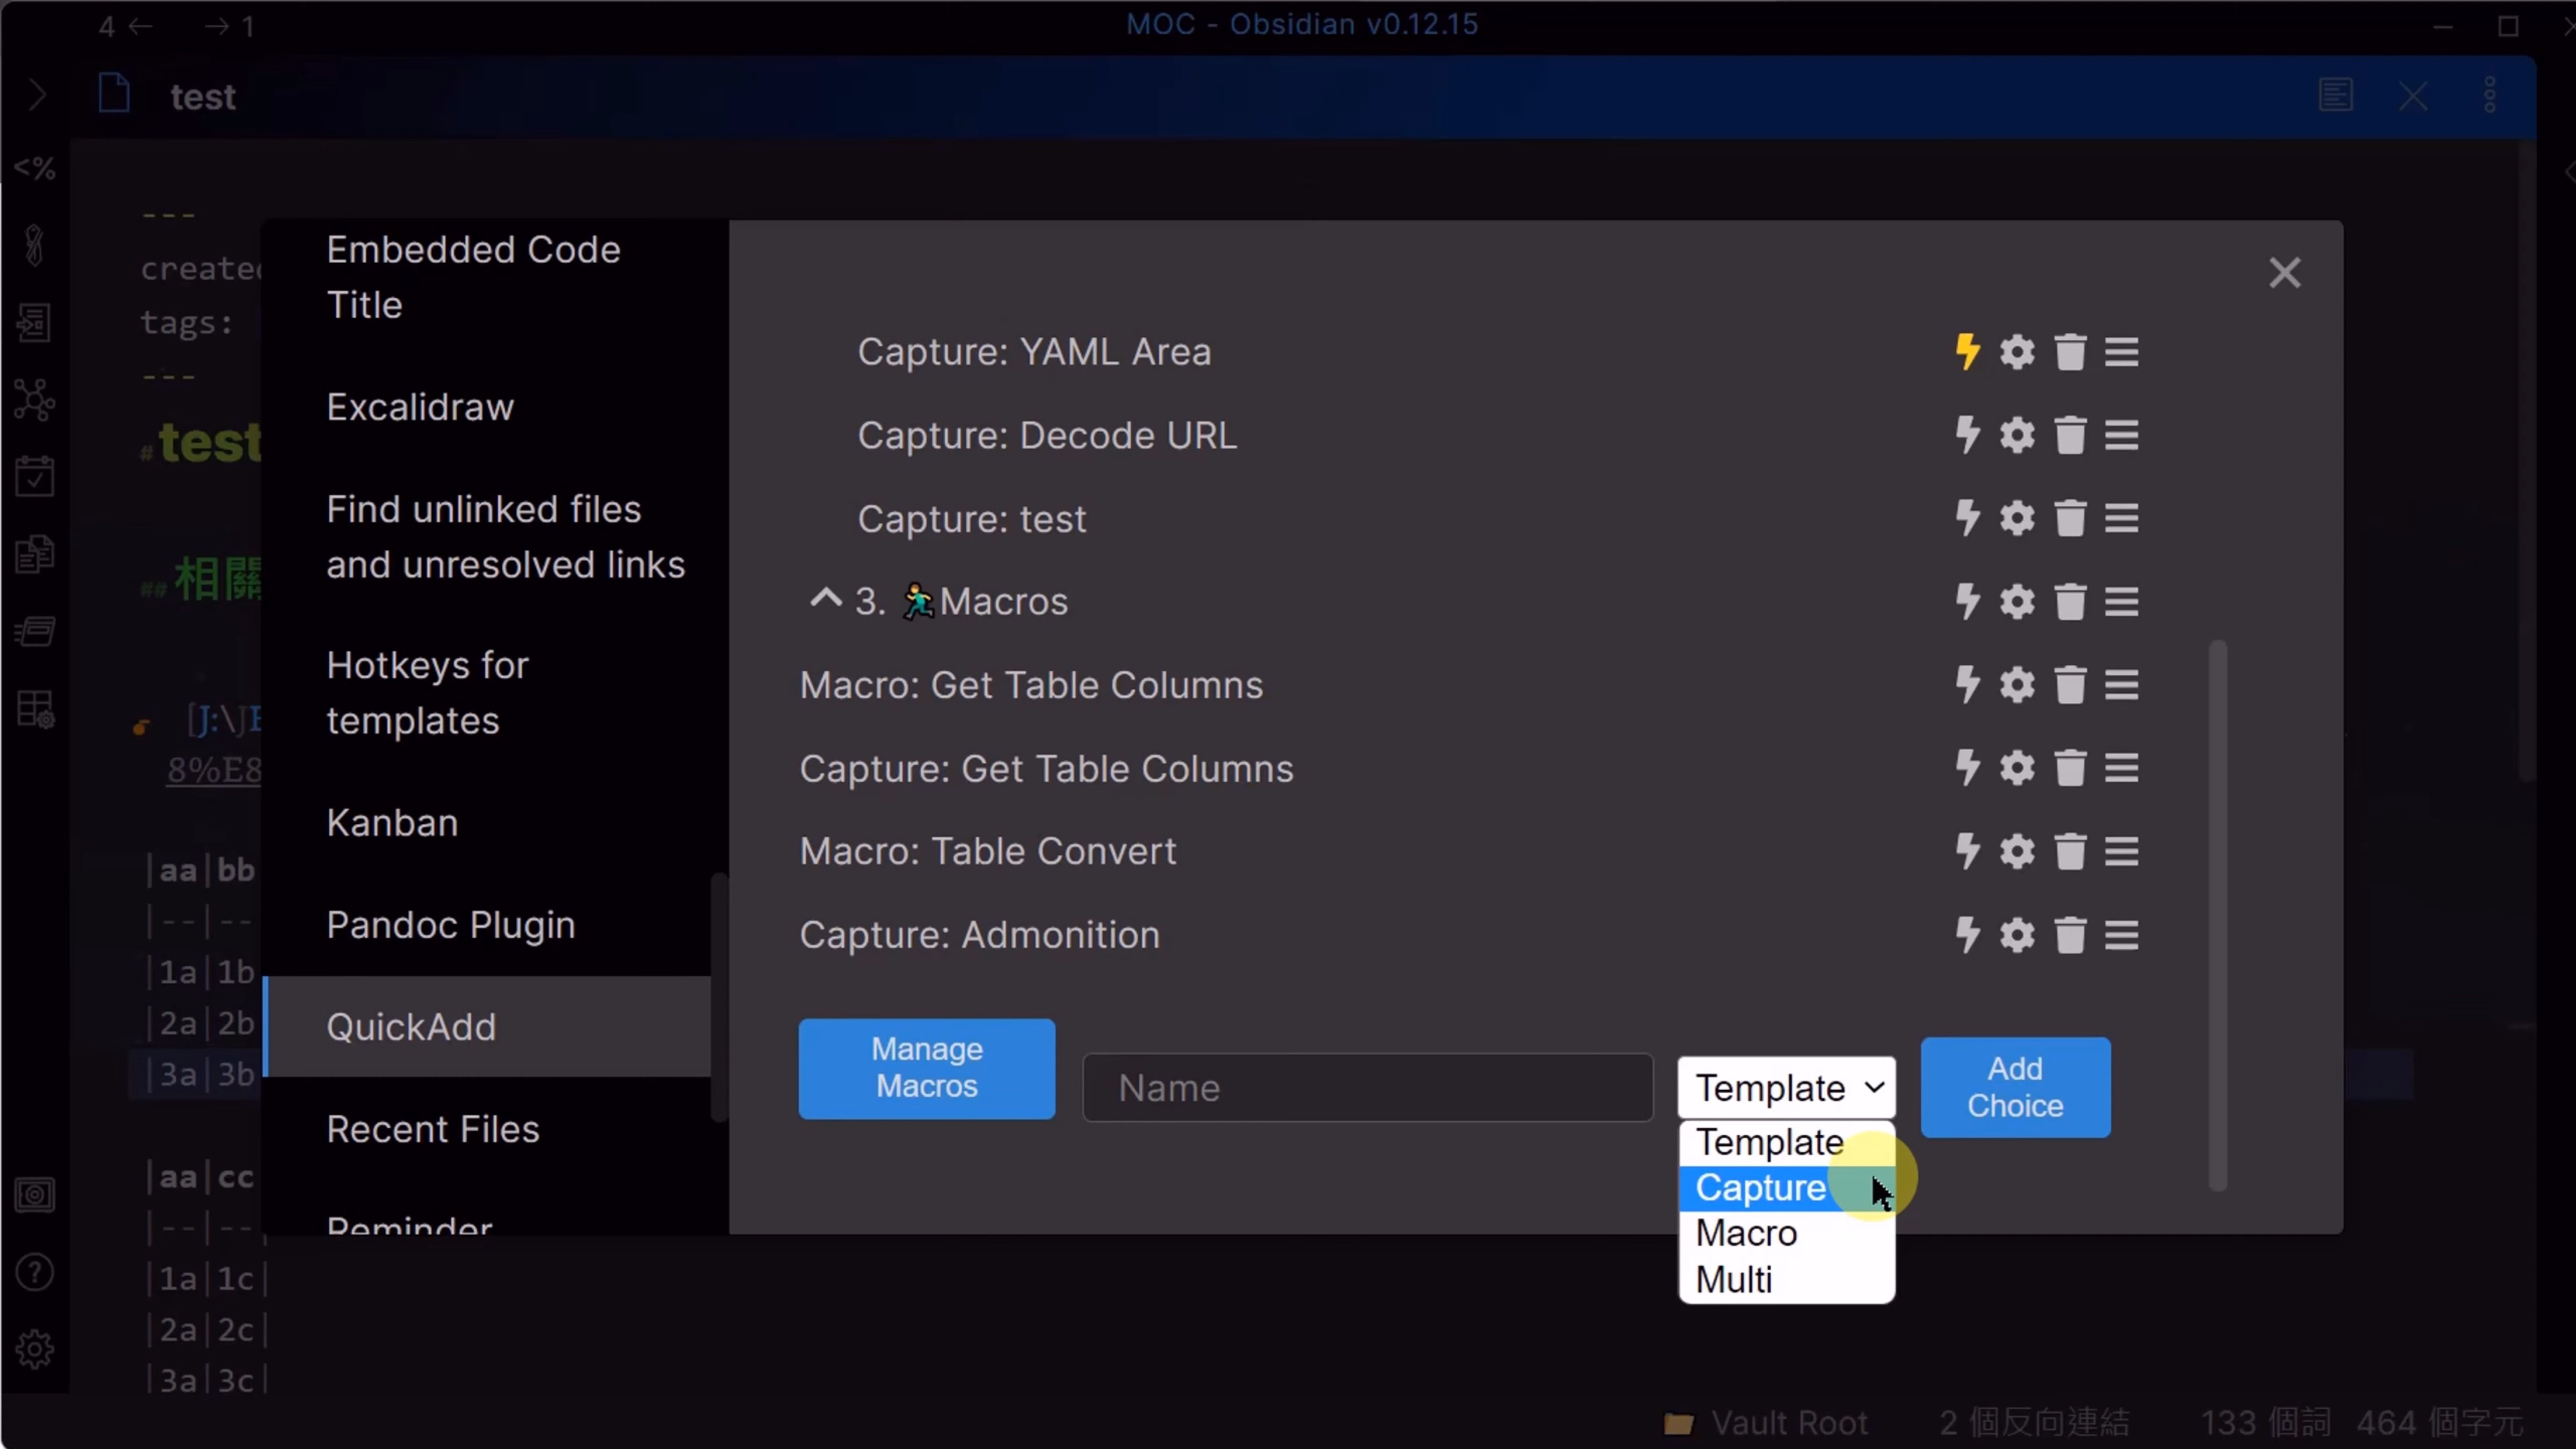 4 ← → 1
MOC - Obsidian v0.12.15
test
<%
---
created
tags:
---
# test
## 相關
[J:\JE
8%E8
|aa|bb
|--|--
|1a|1b
|2a|2b
|3a|3b
|aa|cc
|--|--
|1a|1c|
|2a|2c|
|3a|3c|
Embedded Code
Title
Excalidraw
Find unlinked files
and unresolved links
Hotkeys for
templates
Kanban
Pandoc Plugin
QuickAdd
Recent Files
Reminder
Capture: YAML Area
Capture: Decode URL
Capture: test
3. 🏃Macros
Macro: Get Table Columns
Capture: Get Table Columns
Macro: Table Convert
Capture: Admonition
Manage
Macros
Name
Template
Add
Choice
Template
Capture
Macro
Multi
Vault Root 2 個反向連結 133 個詞 464 個字元